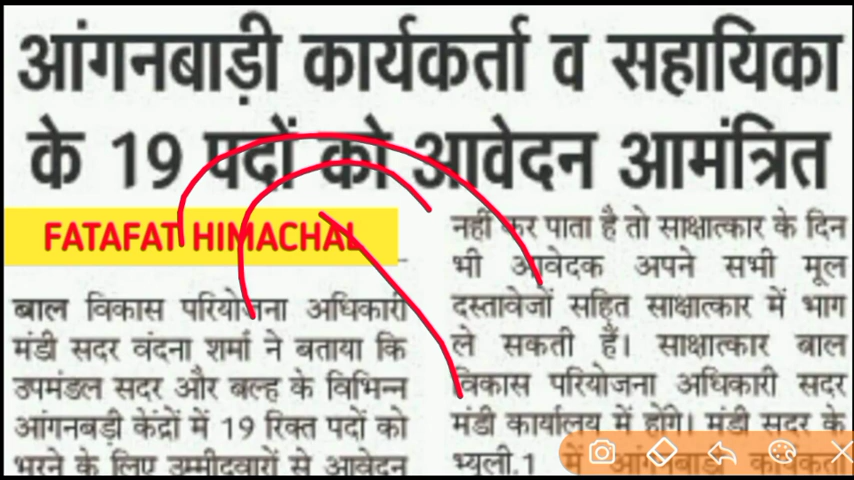 आंगनबाड़ी कार्यकर्ता व सहायिका
के 19 पदों को आवेदन आमंत्रित
FATAFAT HIMACHAL
बाल विकास परियोजना अधिकारी
मंडी सदर वंदना शर्मा ने बताया कि
उपमंडल सदर और बल्ह के विभिन्न
आंगनबड़ी केंद्रों में 19 रिक्त पदों को
भरने के लिए उम्मीदवारों से आवेदन
नहीं कर पाता है तो साक्षात्कार के दिन
भी आवेदक अपने सभी मूल
दस्तावेजों सहित साक्षात्कार में भाग
ले सकती हैं। साक्षात्कार बाल
विकास परियोजना अधिकारी सदर
मंडी कार्यालय में होंगे। मंडी सदर के
भ्यूली.1 में आंगनबाड़ी कार्यकर्ता